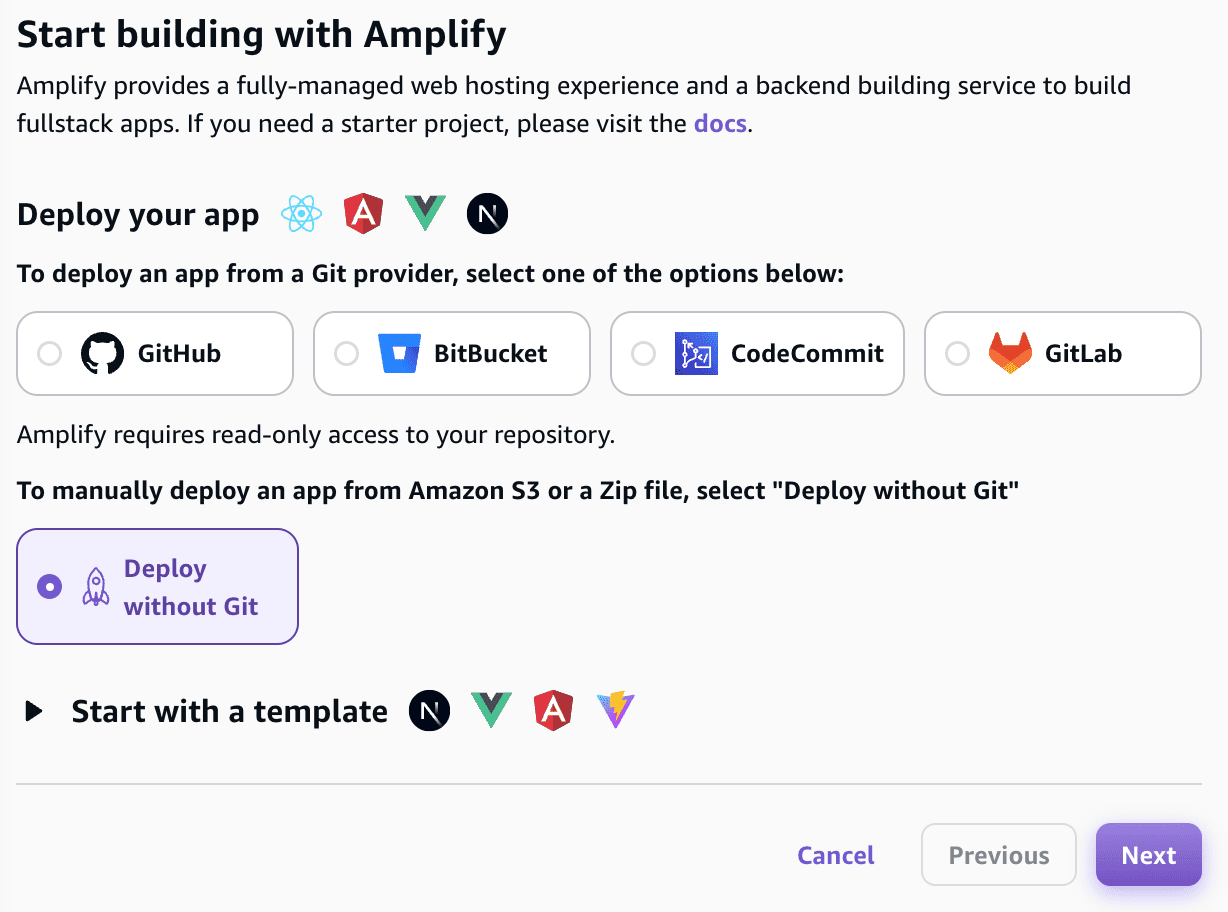 Start building with Amplify
Amplify provides a fully-managed web hosting experience and a backend building service to build
fullstack apps. If you need a starter project, please visit the docs.
Deploy your app
To deploy an app from a Git provider, select one of the options below:
GitHub
BitBucket
CodeCommit
GitLab
Amplify requires read-only access to your repository.
To manually deploy an app from Amazon S3 or a Zip file, select "Deploy without Git"
Deploy
without Git
Start with a template
Cancel
Previous
Next